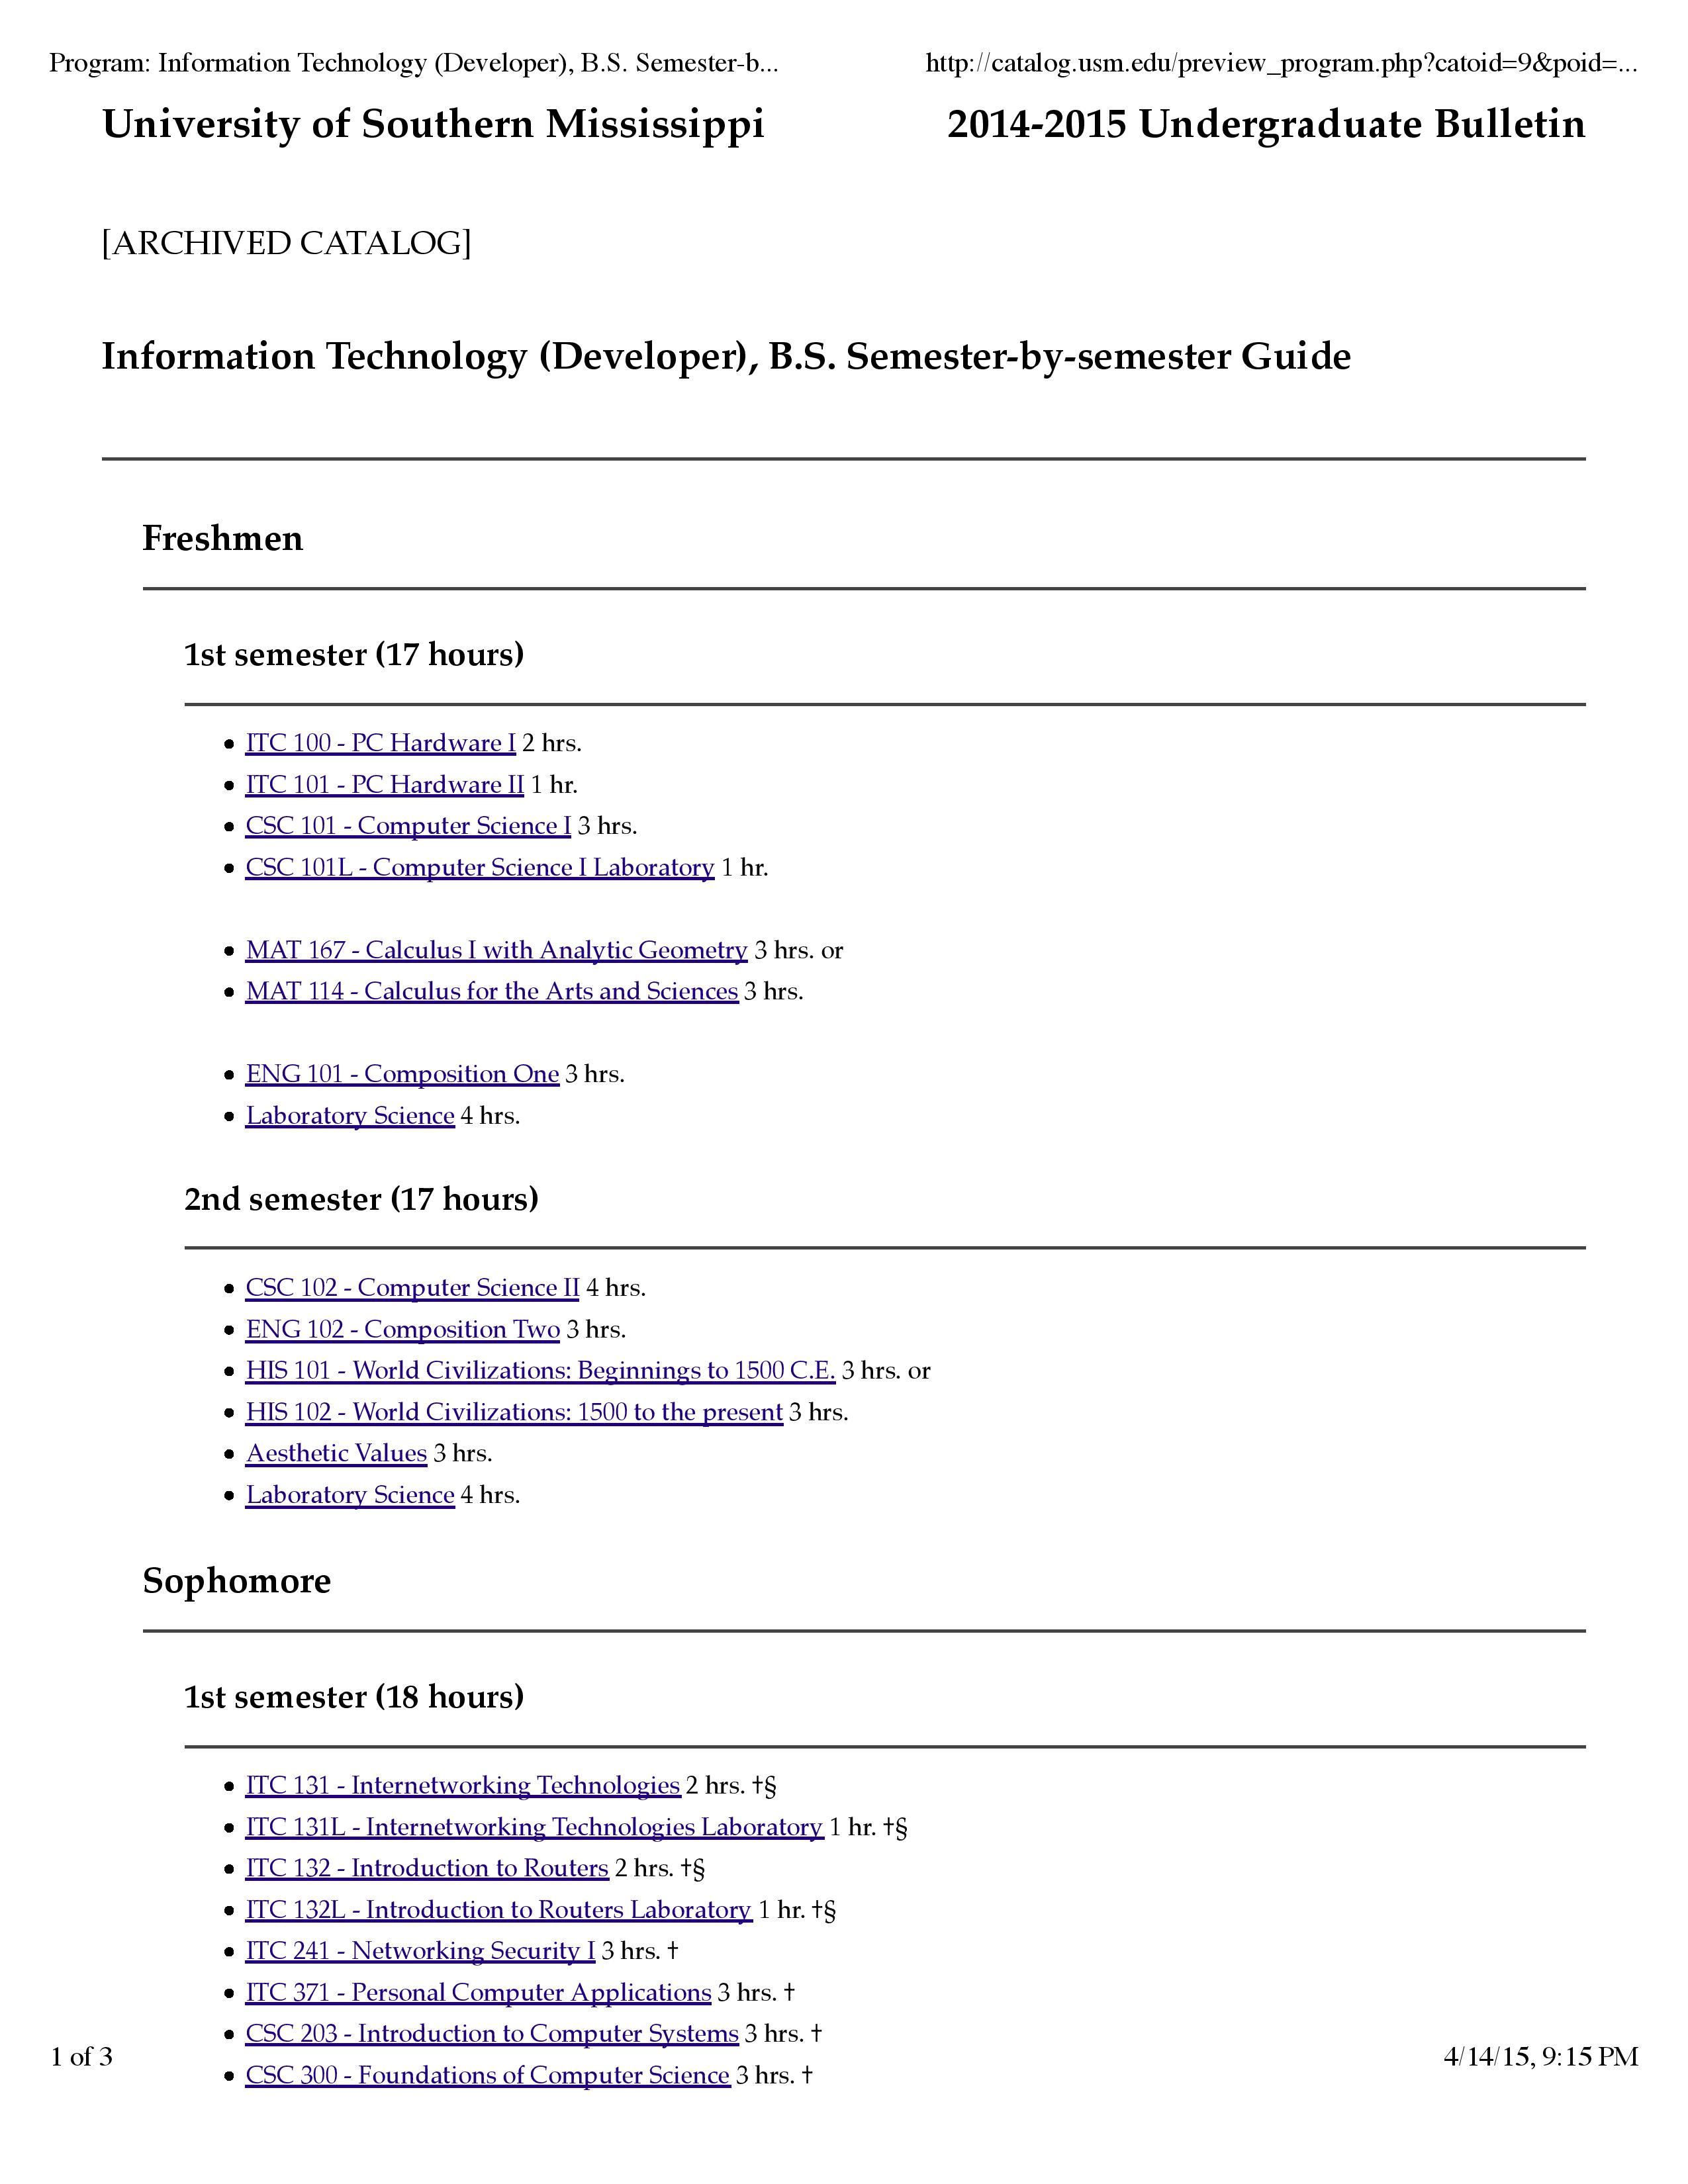 Program: Information Technology (Developer), B.S. Semester-b... http://catalog.usm.edu/preview_program.php?catoid=9&poid=...
University of Southern Mississippi 2014-2015 Undergraduate Bulletin
[ARCHIVED CATALOG]
Information Technology (Developer), B.S. Semester-by-semester Guide
Freshmen
1st semester (17 hours)
• ITC 100 - PC Hardware I 2 hrs.
• ITC 101 - PC Hardware II 1 hr.
• CSC 101 - Computer Science I 3 hrs.
• CSC 101L - Computer Science I Laboratory 1 hr.
• MAT 167 - Calculus I with Analytic Geometry 3 hrs. or
• MAT 114 - Calculus for the Arts and Sciences 3 hrs.
• ENG 101 - Composition One 3 hrs.
• Laboratory Science 4 hrs.
2nd semester (17 hours)
• CSC 102 - Computer Science II 4 hrs.
• ENG 102 - Composition Two 3 hrs.
• HIS 101 - World Civilizations: Beginnings to 1500 C.E. 3 hrs. or
• HIS 102 - World Civilizations: 1500 to the present 3 hrs.
• Aesthetic Values 3 hrs.
• Laboratory Science 4 hrs.
Sophomore
1st semester (18 hours)
• ITC 131 - Internetworking Technologies 2 hrs. †§
• ITC 131L - Internetworking Technologies Laboratory 1 hr. †§
• ITC 132 - Introduction to Routers 2 hrs. †§
• ITC 132L - Introduction to Routers Laboratory 1 hr. †§
• ITC 241 - Networking Security I 3 hrs. †
• ITC 371 - Personal Computer Applications 3 hrs. †
• CSC 203 - Introduction to Computer Systems 3 hrs. †
• CSC 300 - Foundations of Computer Science 3 hrs. †
1 of 3 4/14/15, 9:15 PM